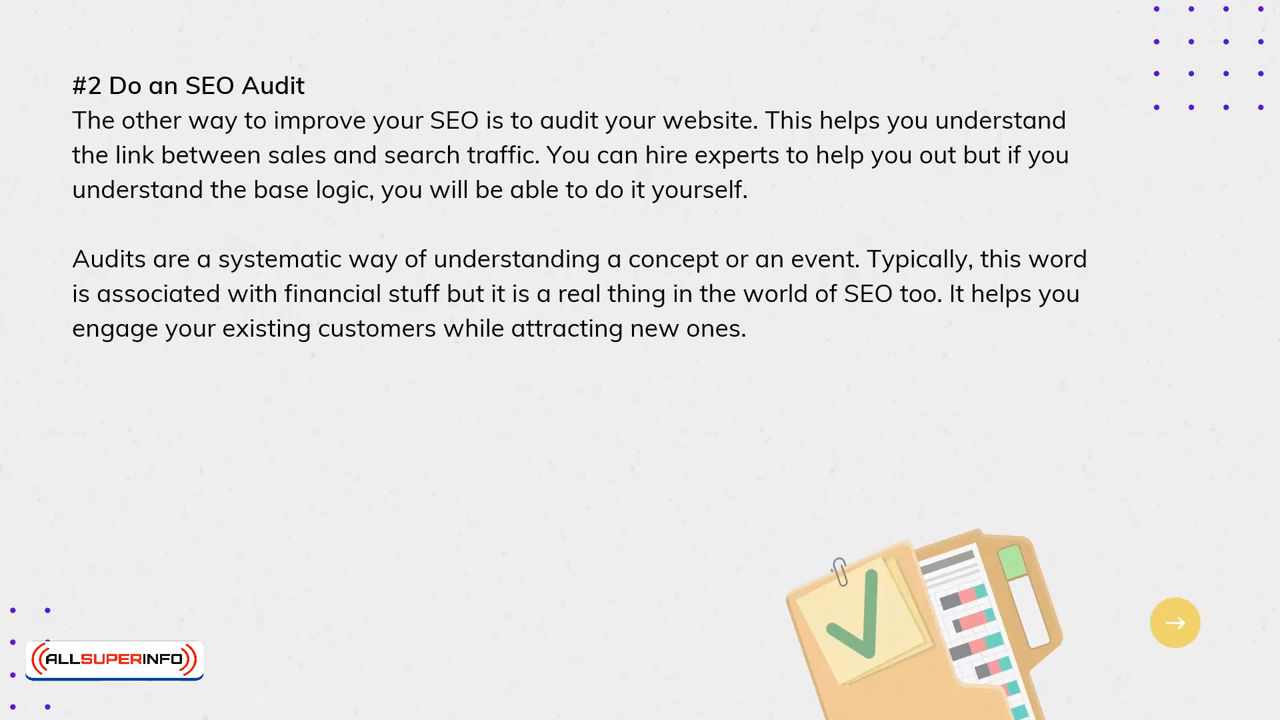 #2 Do an SEO Audit
The other way to improve your SEO is to audit your website. This helps you understand
the link between sales and search traffic. You can hire experts to help you out but if you
understand the base logic, you will be able to do it yourself.
Audits are a systematic way of understanding a concept or an event. Typically, this word
is associated with financial stuff but it is a real thing in the world of SEO too. It helps you
engage your existing customers while attracting new ones.
ALLSUPERINFO